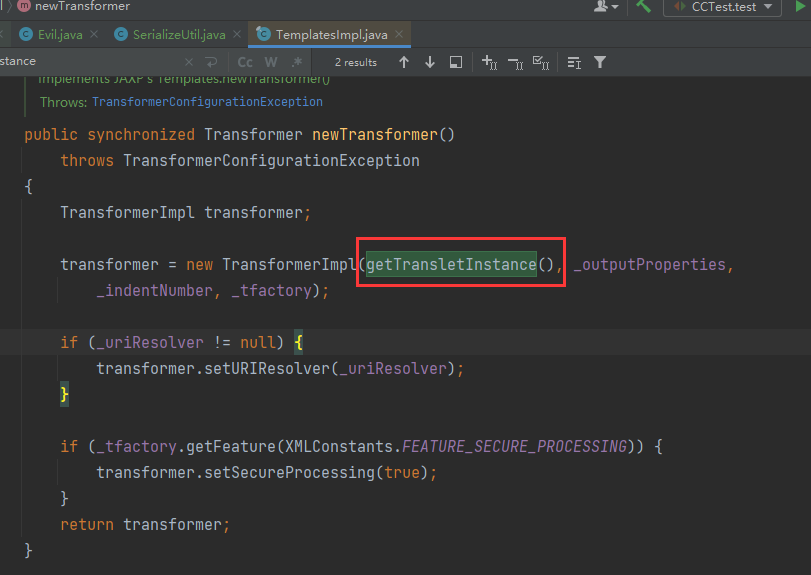 newTransformer
CCTest.test
Evil.java
SerializeUtil.java
TemplatesImpl.java
stance
Cc
W
.*
2 results
Implements JAXP's Templates.newTransformer()
Throws: TransformerConfigurationException
public synchronized Transformer newTransformer()
throws TransformerConfigurationException
{
TransformerImpl transformer;
transformer = new TransformerImpl(getTransletInstance(), _outputProperties,
_indentNumber, _tfactory);
if (_uriResolver != null) {
transformer.setURIResolver(_uriResolver);
}
if (_tfactory.getFeature(XMLConstants.FEATURE_SECURE_PROCESSING)) {
transformer.setSecureProcessing(true);
}
return transformer;
}